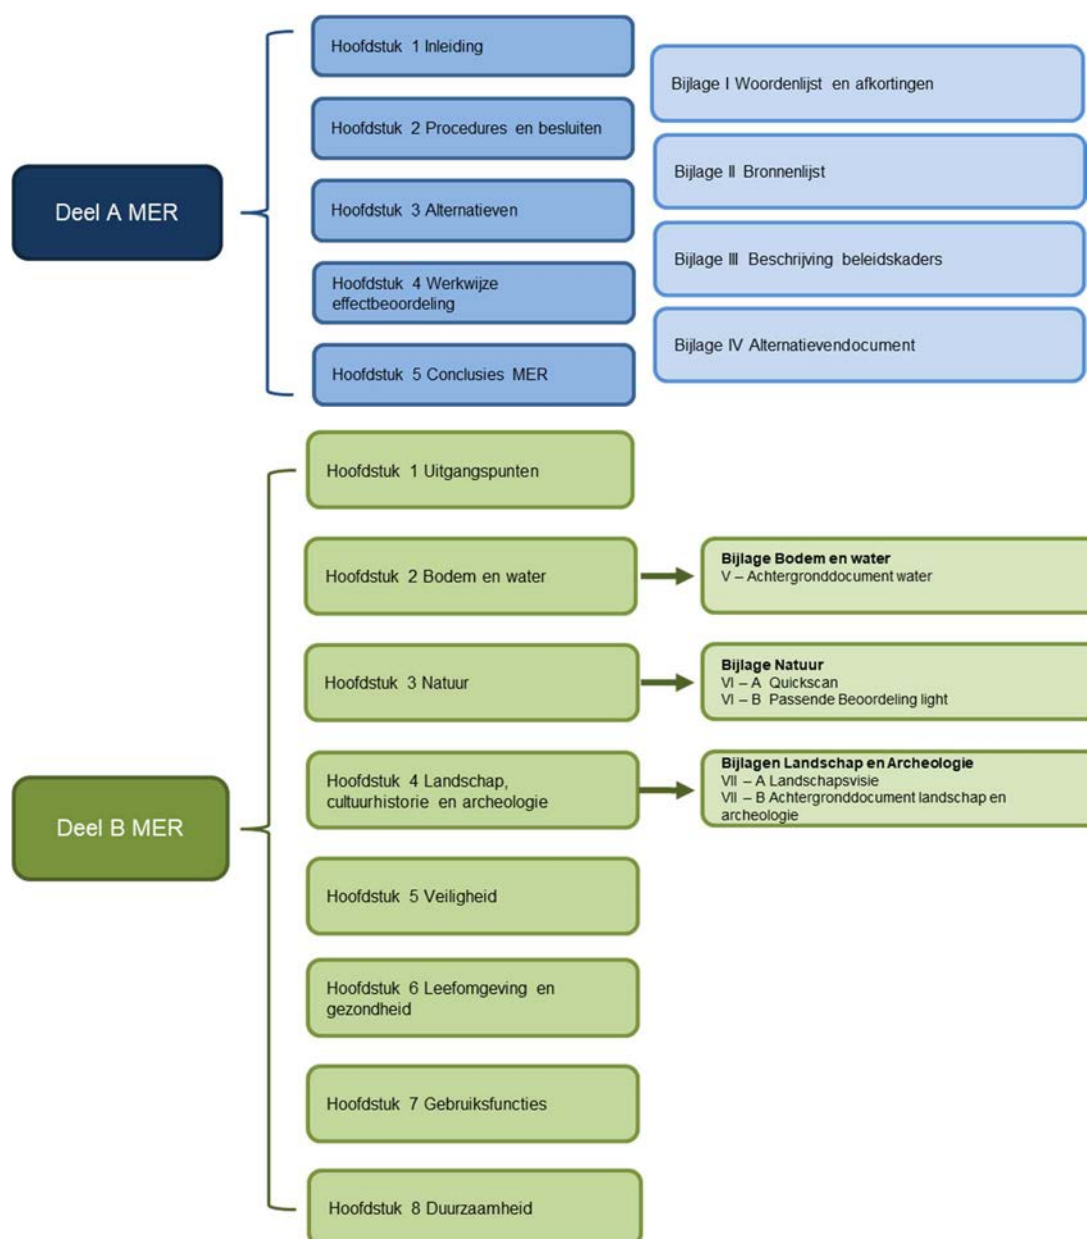 Deel A MER
Hoofdstuk 1 Inleiding
Hoofdstuk 2 Procedures en besluiten
Hoofdstuk 3 Alternatieven
Hoofdstuk 4 Werkwijze
effectbeoordeling
Hoofdstuk 5 Conclusies MER
Bijlage I Woordenlijst en afkortingen
Bijlage II Bronnenlijst
Bijlage III Beschrijving beleidskaders
Bijlage IV Alternatievendocument
Deel B MER
Hoofdstuk 1 Uitgangspunten
Hoofdstuk 2 Bodem en water
Bijlage Bodem en water
V – Achtergronddocument water
Hoofdstuk 3 Natuur
Bijlage Natuur
VI – A Quickscan
VI – B Passende Beoordeling light
Hoofdstuk 4 Landschap,
cultuurhistorie en archeologie
Bijlagen Landschap en Archeologie
VII – A Landschapsvisie
VII – B Achtergronddocument landschap en
archeologie
Hoofdstuk 5 Veiligheid
Hoofdstuk 6 Leefomgeving en
gezondheid
Hoofdstuk 7 Gebruiksfuncties
Hoofdstuk 8 Duurzaamheid